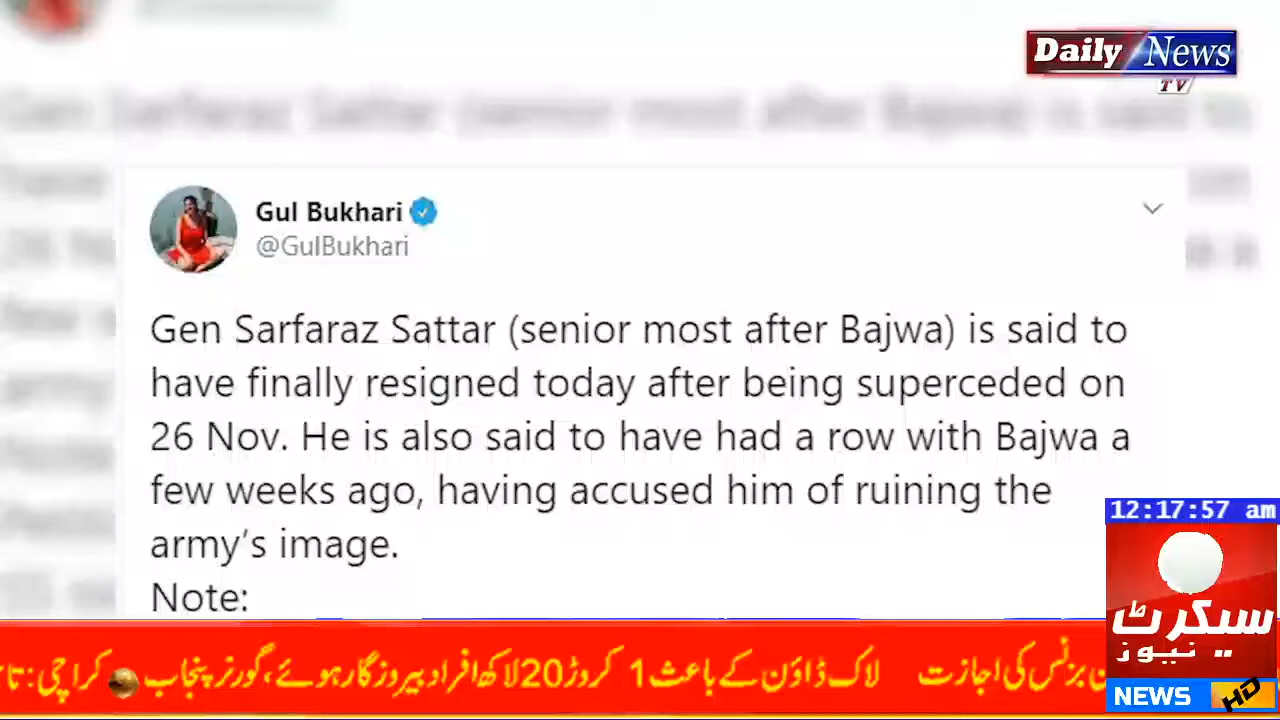 Daily News
TV
Gul Bukhari
@GulBukhari
Gen Sarfaraz Sattar (senior most after Bajwa) is said to
have finally resigned today after being superceded on
26 Nov. He is also said to have had a row with Bajwa a
few weeks ago, having accused him of ruining the
army's image.
Note:
12:17:57 am
سیکرٹ
نیوز
NEWS HD
بزنس کی اجازت لاک ڈاؤن کے باعث 1 کروڑ 20 لاکھ افراد بیروزگار ہوئے، گورنر پنجاب کراچی: